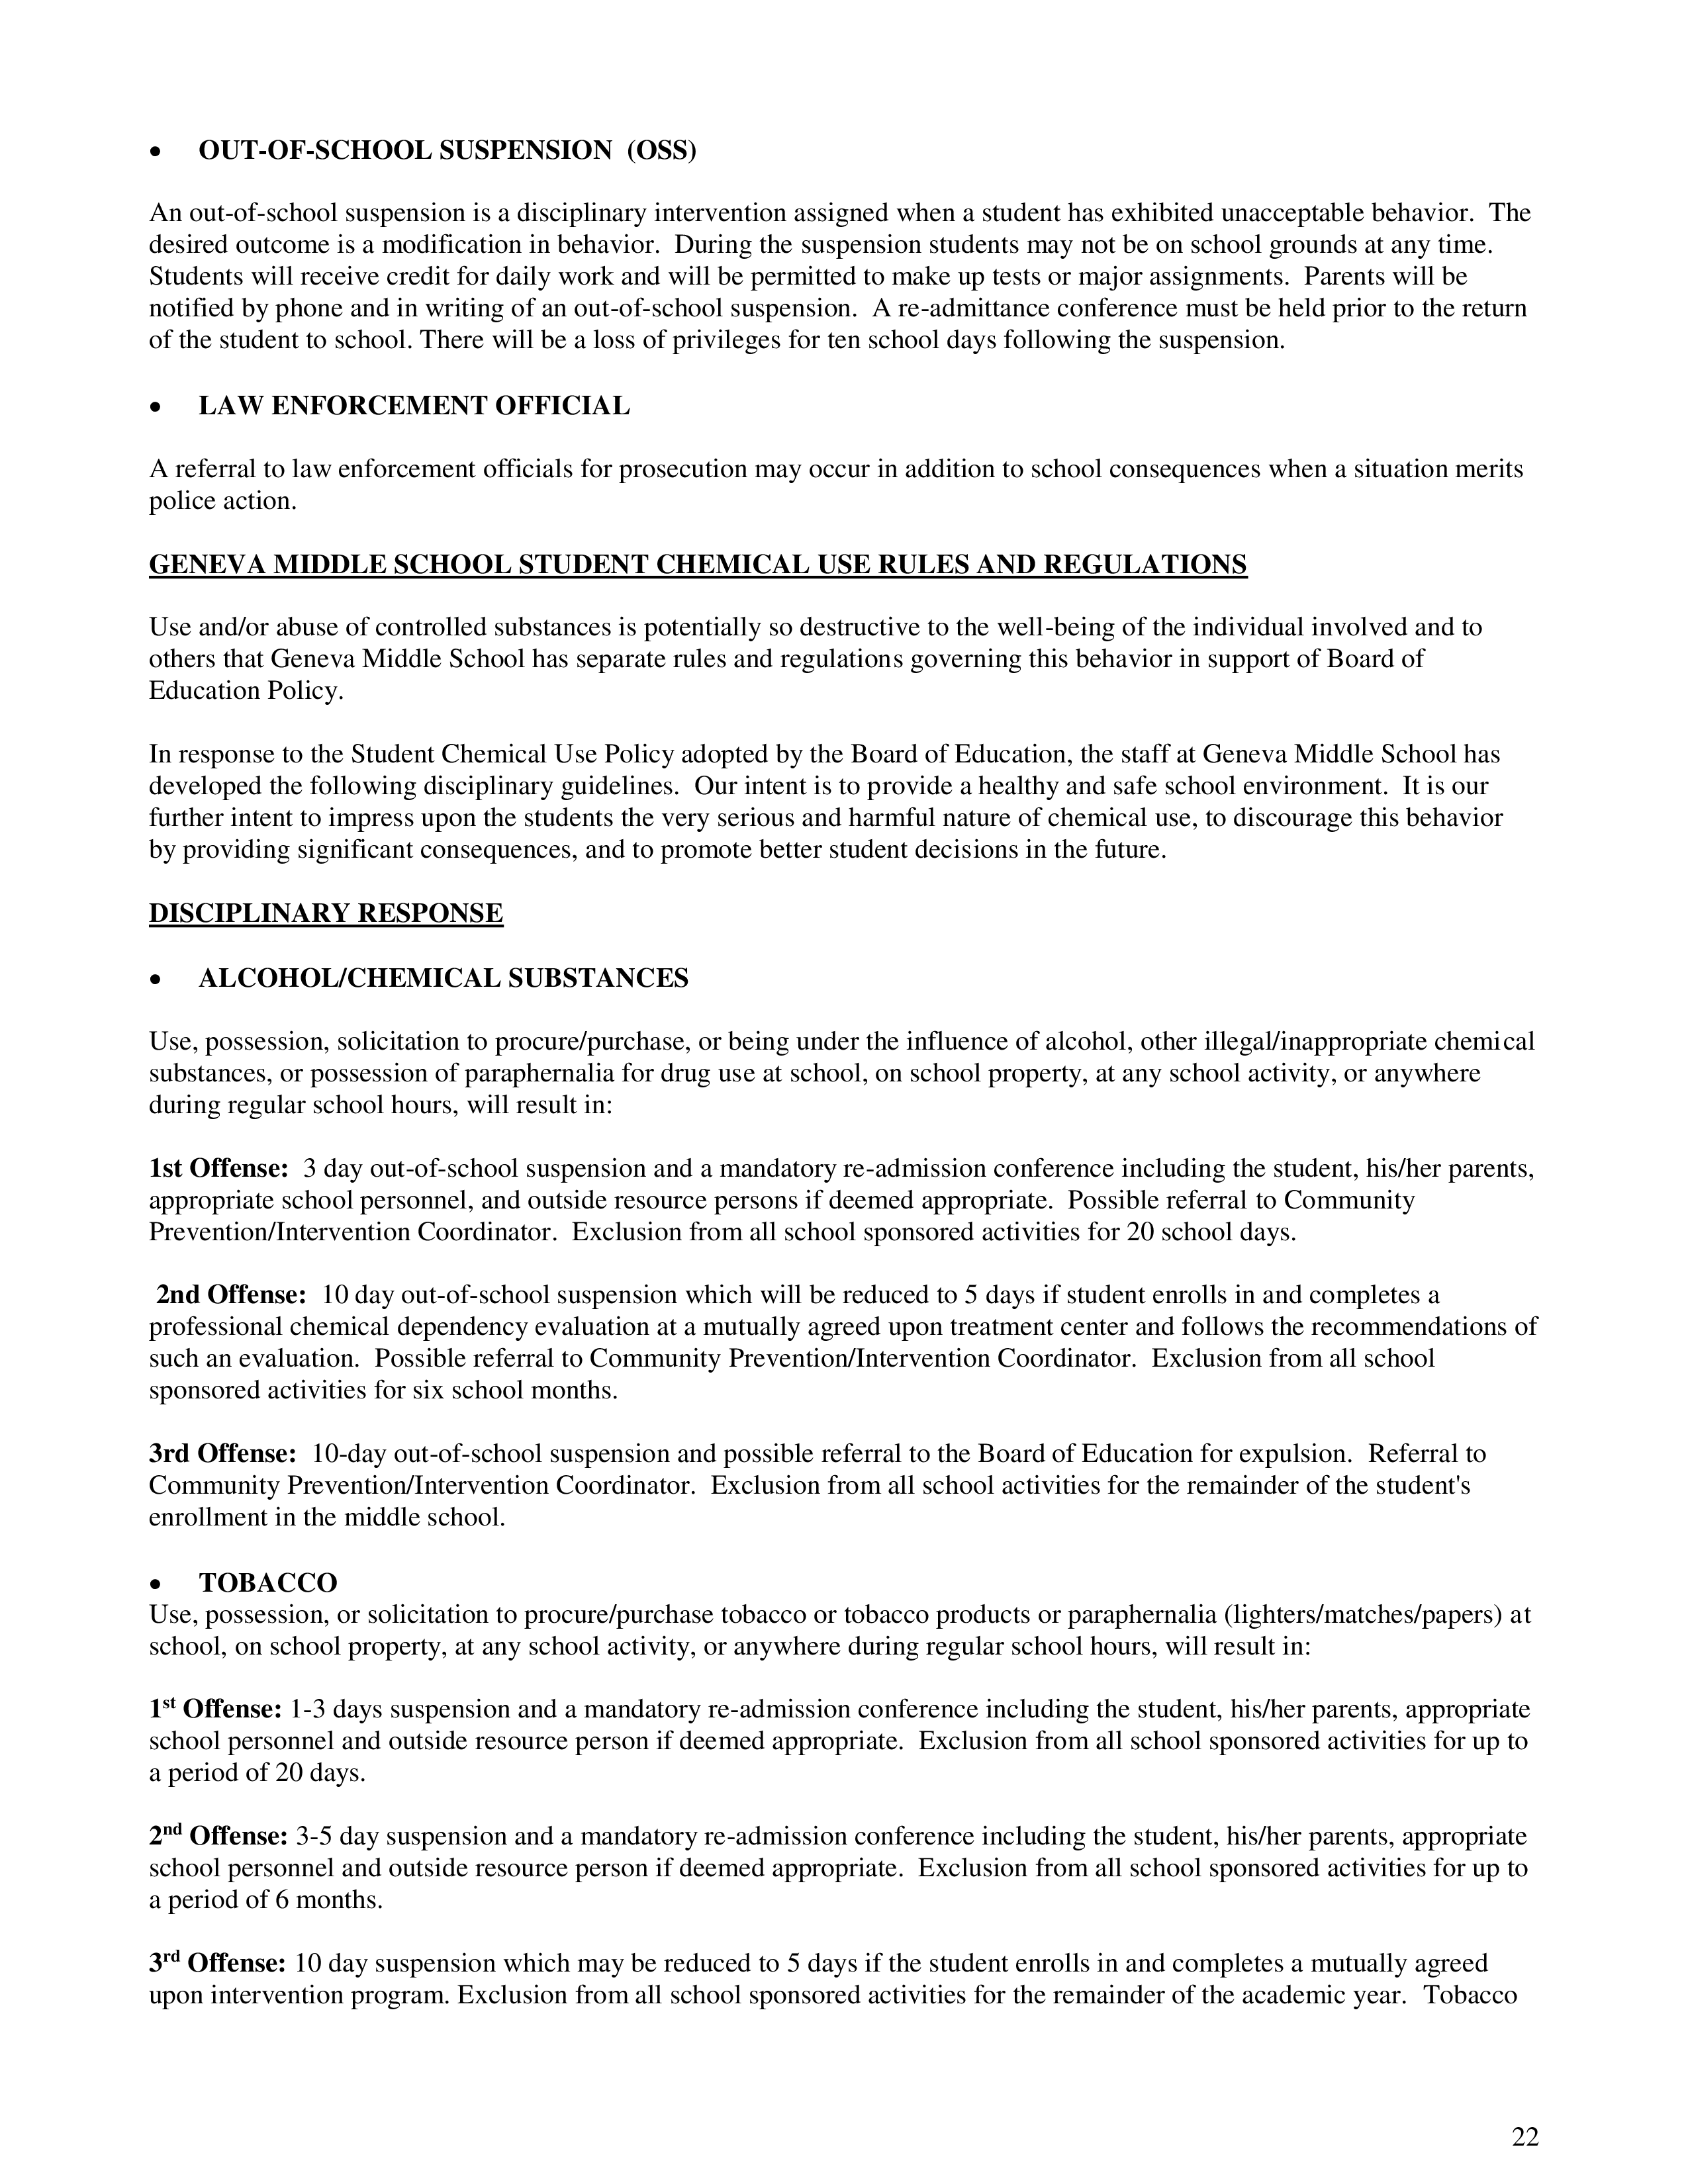 • OUT-OF-SCHOOL SUSPENSION (OSS)
An out-of-school suspension is a disciplinary intervention assigned when a student has exhibited unacceptable behavior. The
desired outcome is a modification in behavior. During the suspension students may not be on school grounds at any time.
Students will receive credit for daily work and will be permitted to make up tests or major assignments. Parents will be
notified by phone and in writing of an out-of-school suspension. A re-admittance conference must be held prior to the return
of the student to school. There will be a loss of privileges for ten school days following the suspension.
• LAW ENFORCEMENT OFFICIAL
A referral to law enforcement officials for prosecution may occur in addition to school consequences when a situation merits
police action.
GENEVA MIDDLE SCHOOL STUDENT CHEMICAL USE RULES AND REGULATIONS
Use and/or abuse of controlled substances is potentially so destructive to the well-being of the individual involved and to
others that Geneva Middle School has separate rules and regulations governing this behavior in support of Board of
Education Policy.
In response to the Student Chemical Use Policy adopted by the Board of Education, the staff at Geneva Middle School has
developed the following disciplinary guidelines. Our intent is to provide a healthy and safe school environment. It is our
further intent to impress upon the students the very serious and harmful nature of chemical use, to discourage this behavior
by providing significant consequences, and to promote better student decisions in the future.
DISCIPLINARY RESPONSE
• ALCOHOL/CHEMICAL SUBSTANCES
Use, possession, solicitation to procure/purchase, or being under the influence of alcohol, other illegal/inappropriate chemical
substances, or possession of paraphernalia for drug use at school, on school property, at any school activity, or anywhere
during regular school hours, will result in:
1st Offense: 3 day out-of-school suspension and a mandatory re-admission conference including the student, his/her parents,
appropriate school personnel, and outside resource persons if deemed appropriate. Possible referral to Community
Prevention/Intervention Coordinator. Exclusion from all school sponsored activities for 20 school days.
2nd Offense: 10 day out-of-school suspension which will be reduced to 5 days if student enrolls in and completes a
professional chemical dependency evaluation at a mutually agreed upon treatment center and follows the recommendations of
such an evaluation. Possible referral to Community Prevention/Intervention Coordinator. Exclusion from all school
sponsored activities for six school months.
3rd Offense: 10-day out-of-school suspension and possible referral to the Board of Education for expulsion. Referral to
Community Prevention/Intervention Coordinator. Exclusion from all school activities for the remainder of the student's
enrollment in the middle school.
• TOBACCO
Use, possession, or solicitation to procure/purchase tobacco or tobacco products or paraphernalia (lighters/matches/papers) at
school, on school property, at any school activity, or anywhere during regular school hours, will result in:
1st Offense: 1-3 days suspension and a mandatory re-admission conference including the student, his/her parents, appropriate
school personnel and outside resource person if deemed appropriate. Exclusion from all school sponsored activities for up to
a period of 20 days.
2nd Offense: 3-5 day suspension and a mandatory re-admission conference including the student, his/her parents, appropriate
school personnel and outside resource person if deemed appropriate. Exclusion from all school sponsored activities for up to
a period of 6 months.
3rd Offense: 10 day suspension which may be reduced to 5 days if the student enrolls in and completes a mutually agreed
upon intervention program. Exclusion from all school sponsored activities for the remainder of the academic year. Tobacco
22